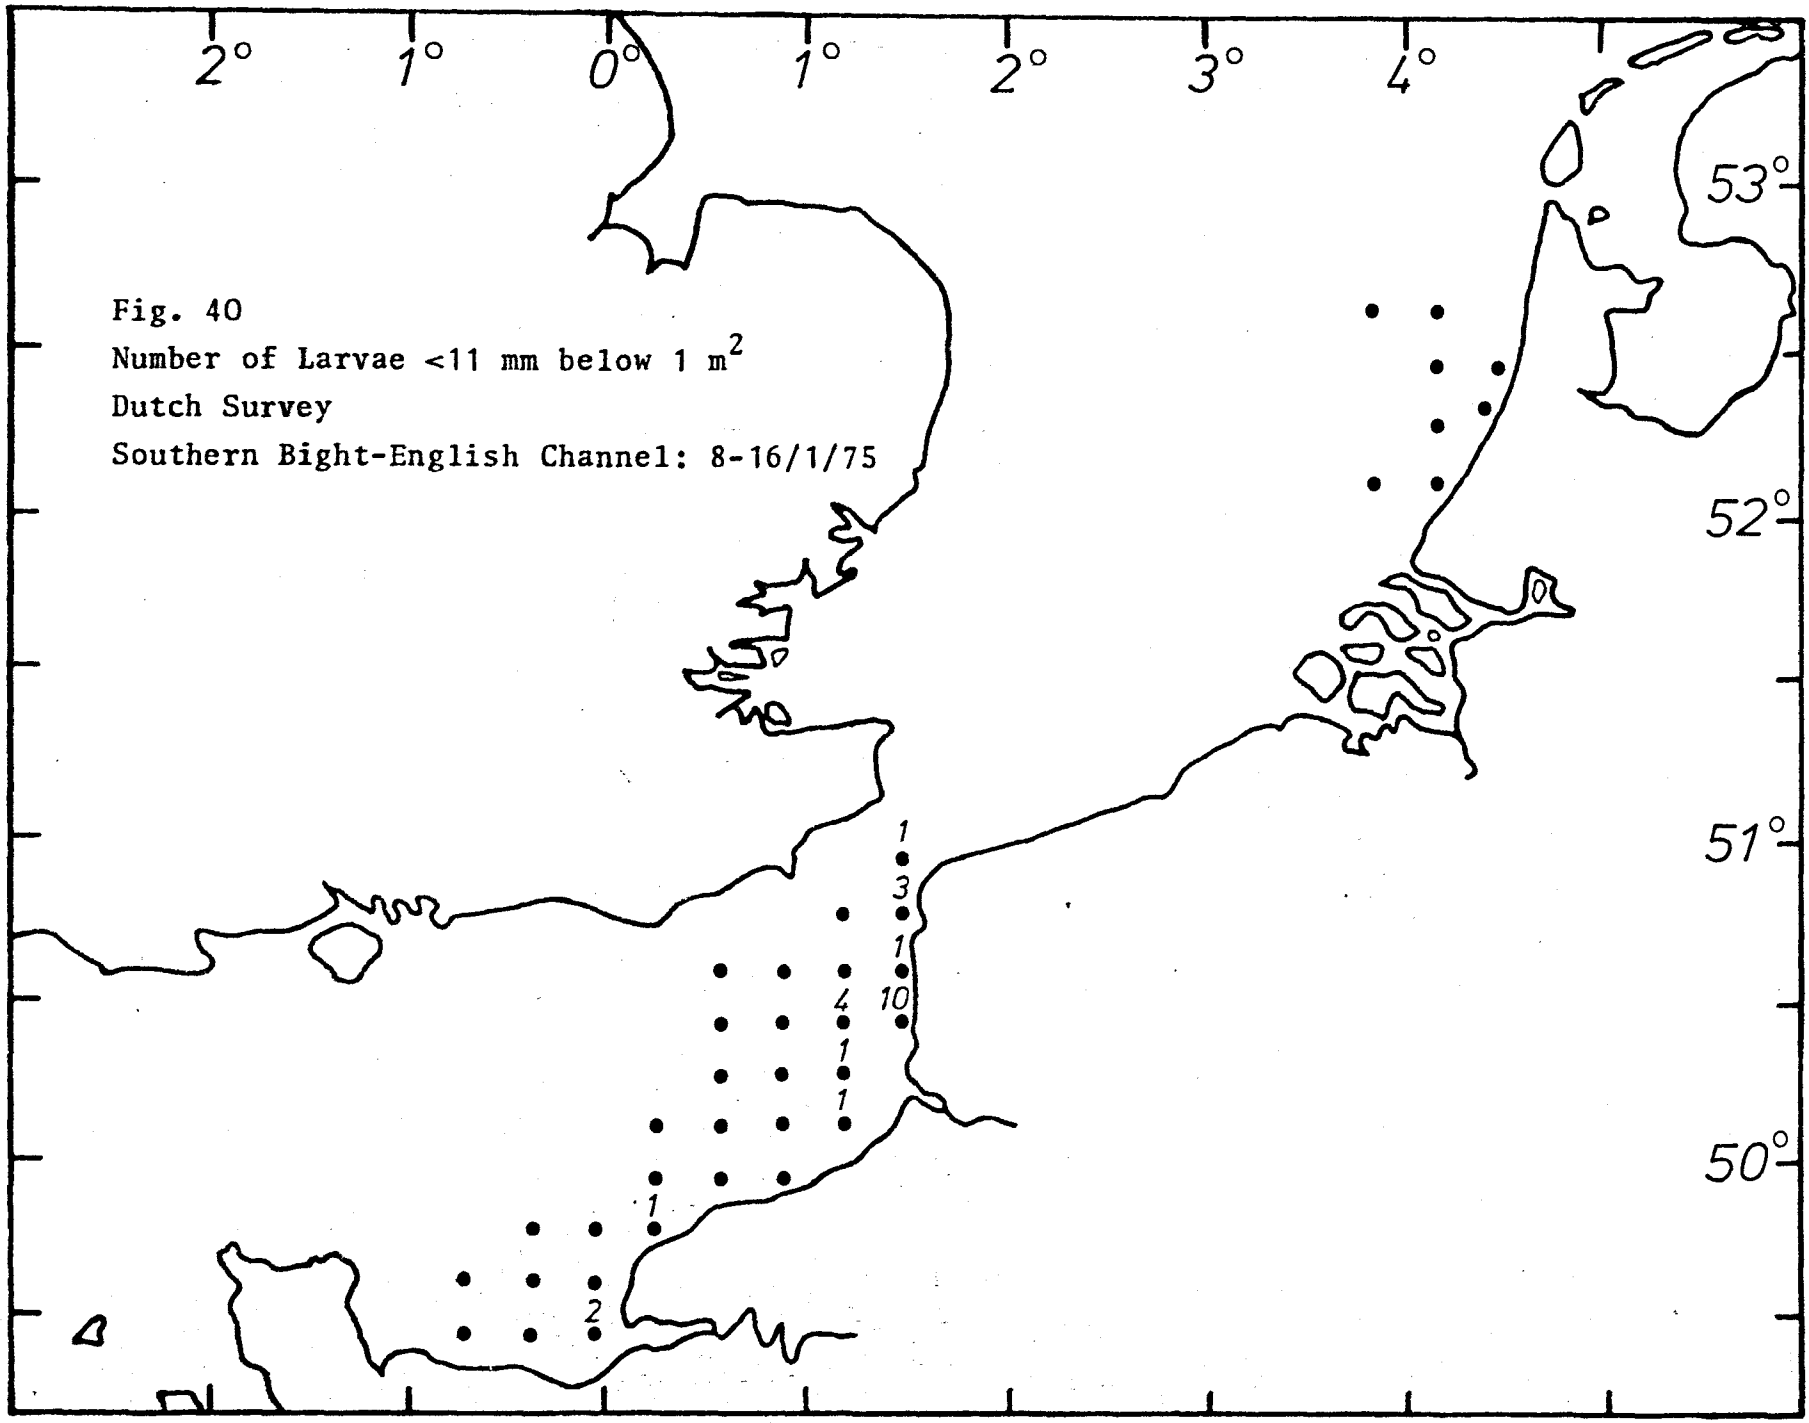 2° 1° 0° 1° 2° 3° 4°
53°
Fig. 40
Number of Larvae <11 mm below 1 m²
Dutch Survey
Southern Bight-English Channel: 8-16/1/75
52°
1
51°
3
1
4 10
1
1
50°
1
2